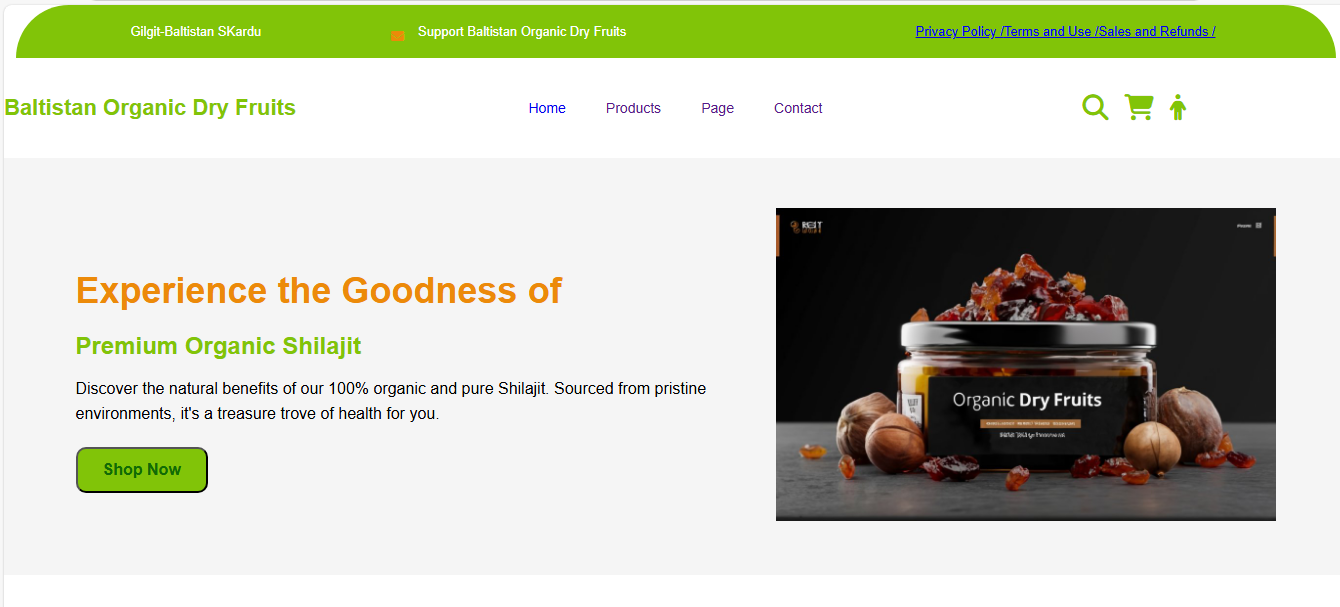 Gilgit-Baltistan SKardu
Support Baltistan Organic Dry Fruits
Privacy Policy /Terms and Use /Sales and Refunds /
Baltistan Organic Dry Fruits
Home
Products
Page
Contact
Experience the Goodness of
Premium Organic Shilajit
Discover the natural benefits of our 100% organic and pure Shilajit. Sourced from pristine
environments, it's a treasure trove of health for you.
Shop Now
Organic Dry Fruits